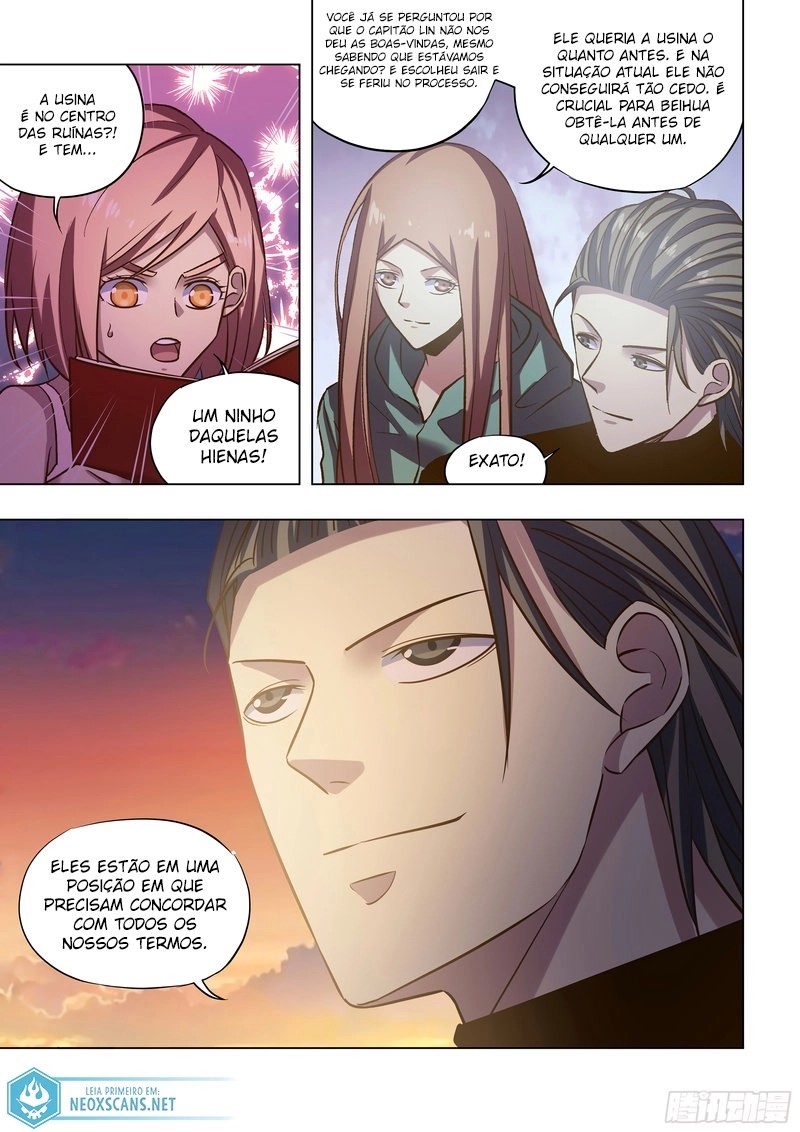 A USINA
É NO CENTRO
DAS RUÍNAS?!
E TEM...
UM NINHO
DAQUELAS
HIENAS!
VOCÊ JÁ SE PERGUNTOU POR
QUE O CAPITÃO LIN NÃO NOS
DEU AS BOAS-VINDAS, MESMO
SABENDO QUE ESTÁVAMOS
CHEGANDO? E ESCOLHEU SAIR E
SE FERIU NO PROCESSO.
ELE QUERIA A USINA O
QUANTO ANTES. E NA
SITUAÇÃO ATUAL ELE NÃO
CONSEGUIRÁ TÃO CEDO. É
CRUCIAL PARA BEIHUA
OBTÊ-LA ANTES DE
QUALQUER UM.
EXATO!
ELES ESTÃO EM UMA
POSIÇÃO EM QUE
PRECISAM CONCORDAR
COM TODOS OS
NOSSOS TERMOS.
LEIA PRIMEIRO EM:
NEOXSCANS.NET
腾讯动漫